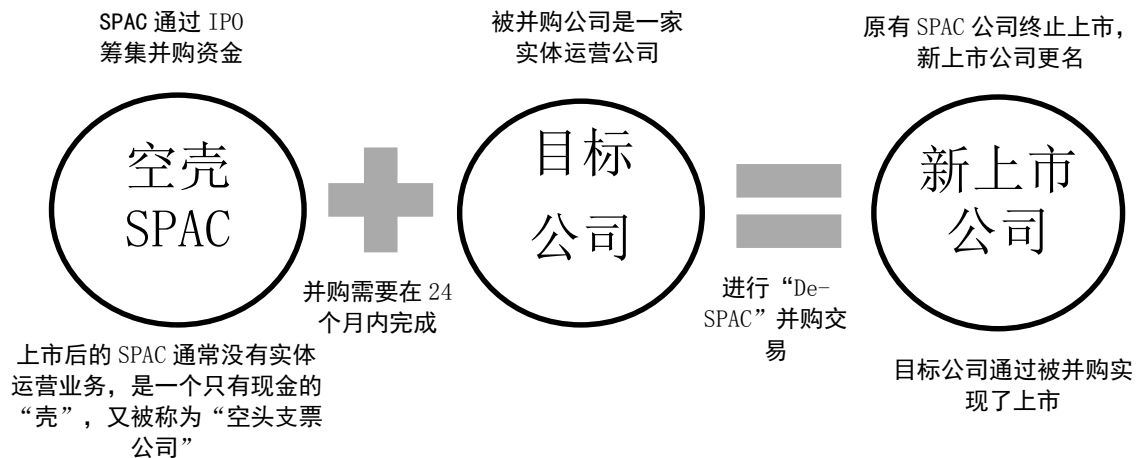 SPAC 通过 IPO
筹集并购资金
被并购公司是一家
实体运营公司
原有 SPAC 公司终止上市，
新上市公司更名
空壳
SPAC
目标
公司
新上市
公司
并购需要在 24
个月内完成
进行“De-
SPAC”并购交
易
上市后的 SPAC 通常没有实体
运营业务，是一个只有现金的
“壳”，又被称为“空头支票
公司”
目标公司通过被并购实
现了上市